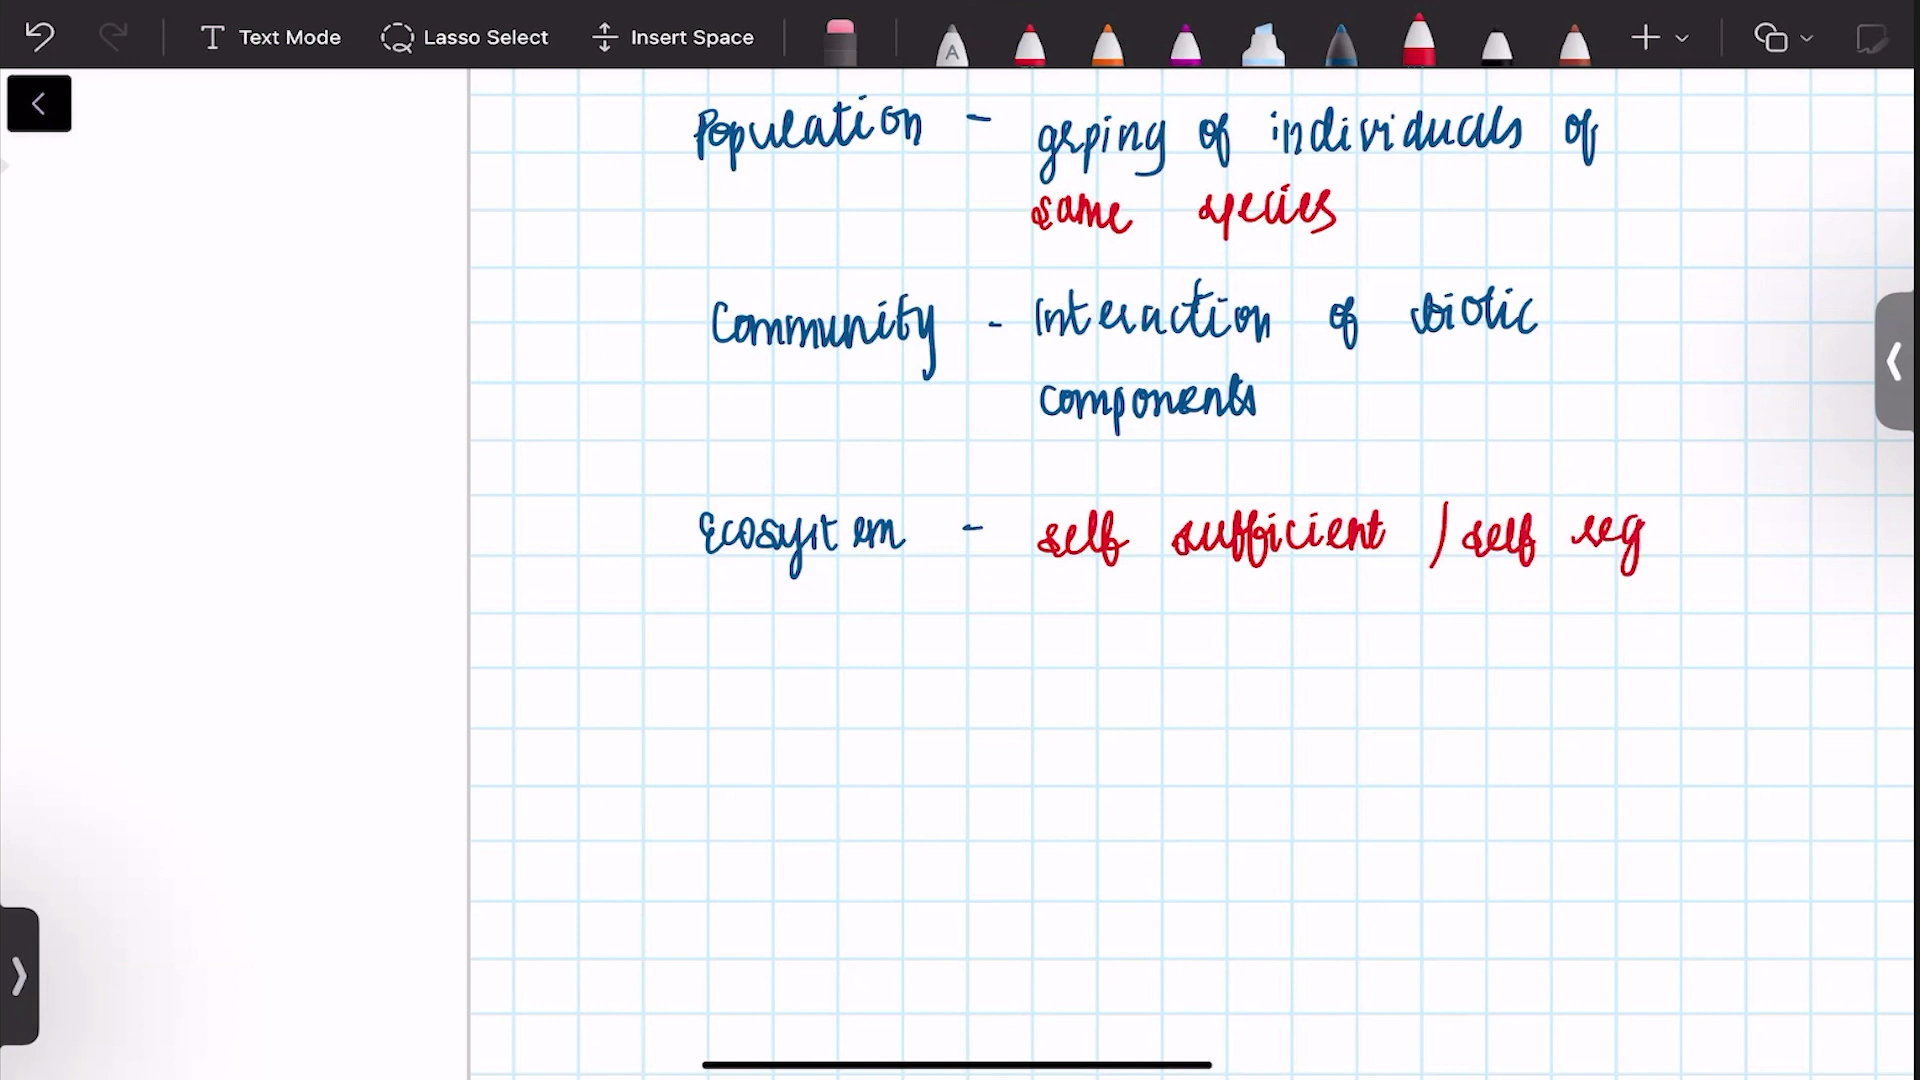 Text Mode Lasso Select Insert Space
A
Population - grping of individuals of
same species
Community - Interaction of biotic
components
Ecosystem - self sufficient / self reg